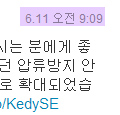 6.11 오전 9:09
시는 분에게 좋
던 압류방지 안
로 확대되었습
/KedySE